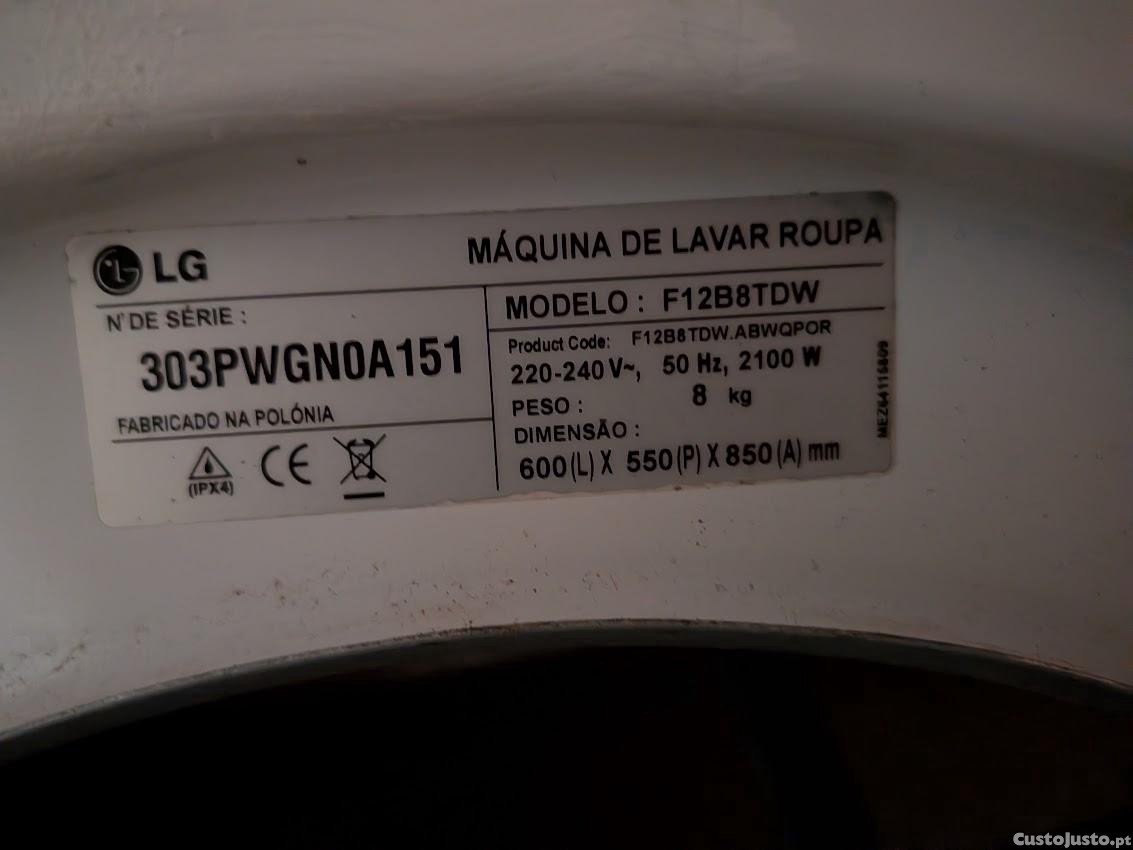 LG
MÁQUINA DE LAVAR ROUPA
Nº DE SÉRIE :
303PWGN0A151
FABRICADO NA POLÓNIA
(IPX4)
CE
MODELO : F12B8TDW
Product Code: F12B8TDW.ABWQPOR
220-240 V~, 50 Hz, 2100 W
PESO : 8 kg
DIMENSÃO :
600(L) X 550(P) X 850(A) mm
CustoJusto.pt